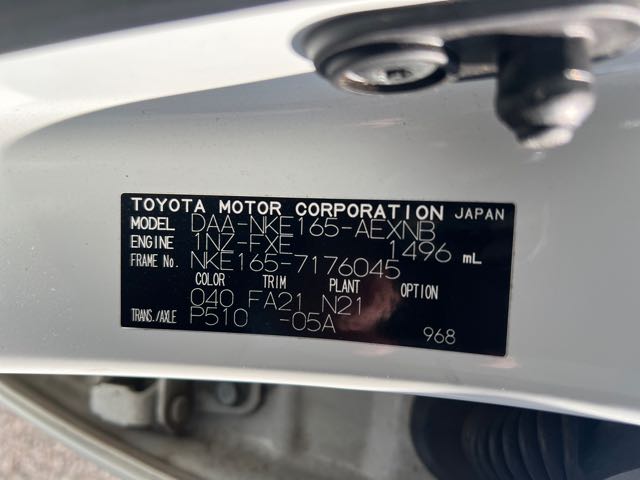 TOYOTA MOTOR CORPORATION JAPAN
MODEL DAA-NKE165-AEXNB
ENGINE 1NZ-FXE 1496 mL
FRAME No. NKE165-7176045
COLOR TRIM PLANT OPTION
040 FA21 N21
TRANS./AXLE P510 -05A
968